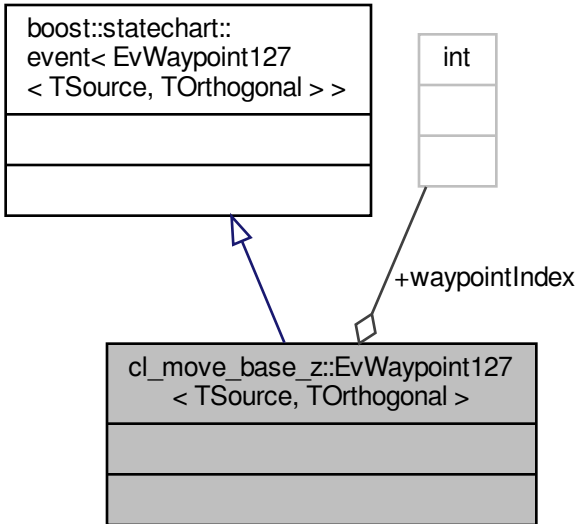 boost::statechart::
event< EvWaypoint127
< TSource, TOrthogonal > >
int
+waypointIndex
cl_move_base_z::EvWaypoint127
< TSource, TOrthogonal >